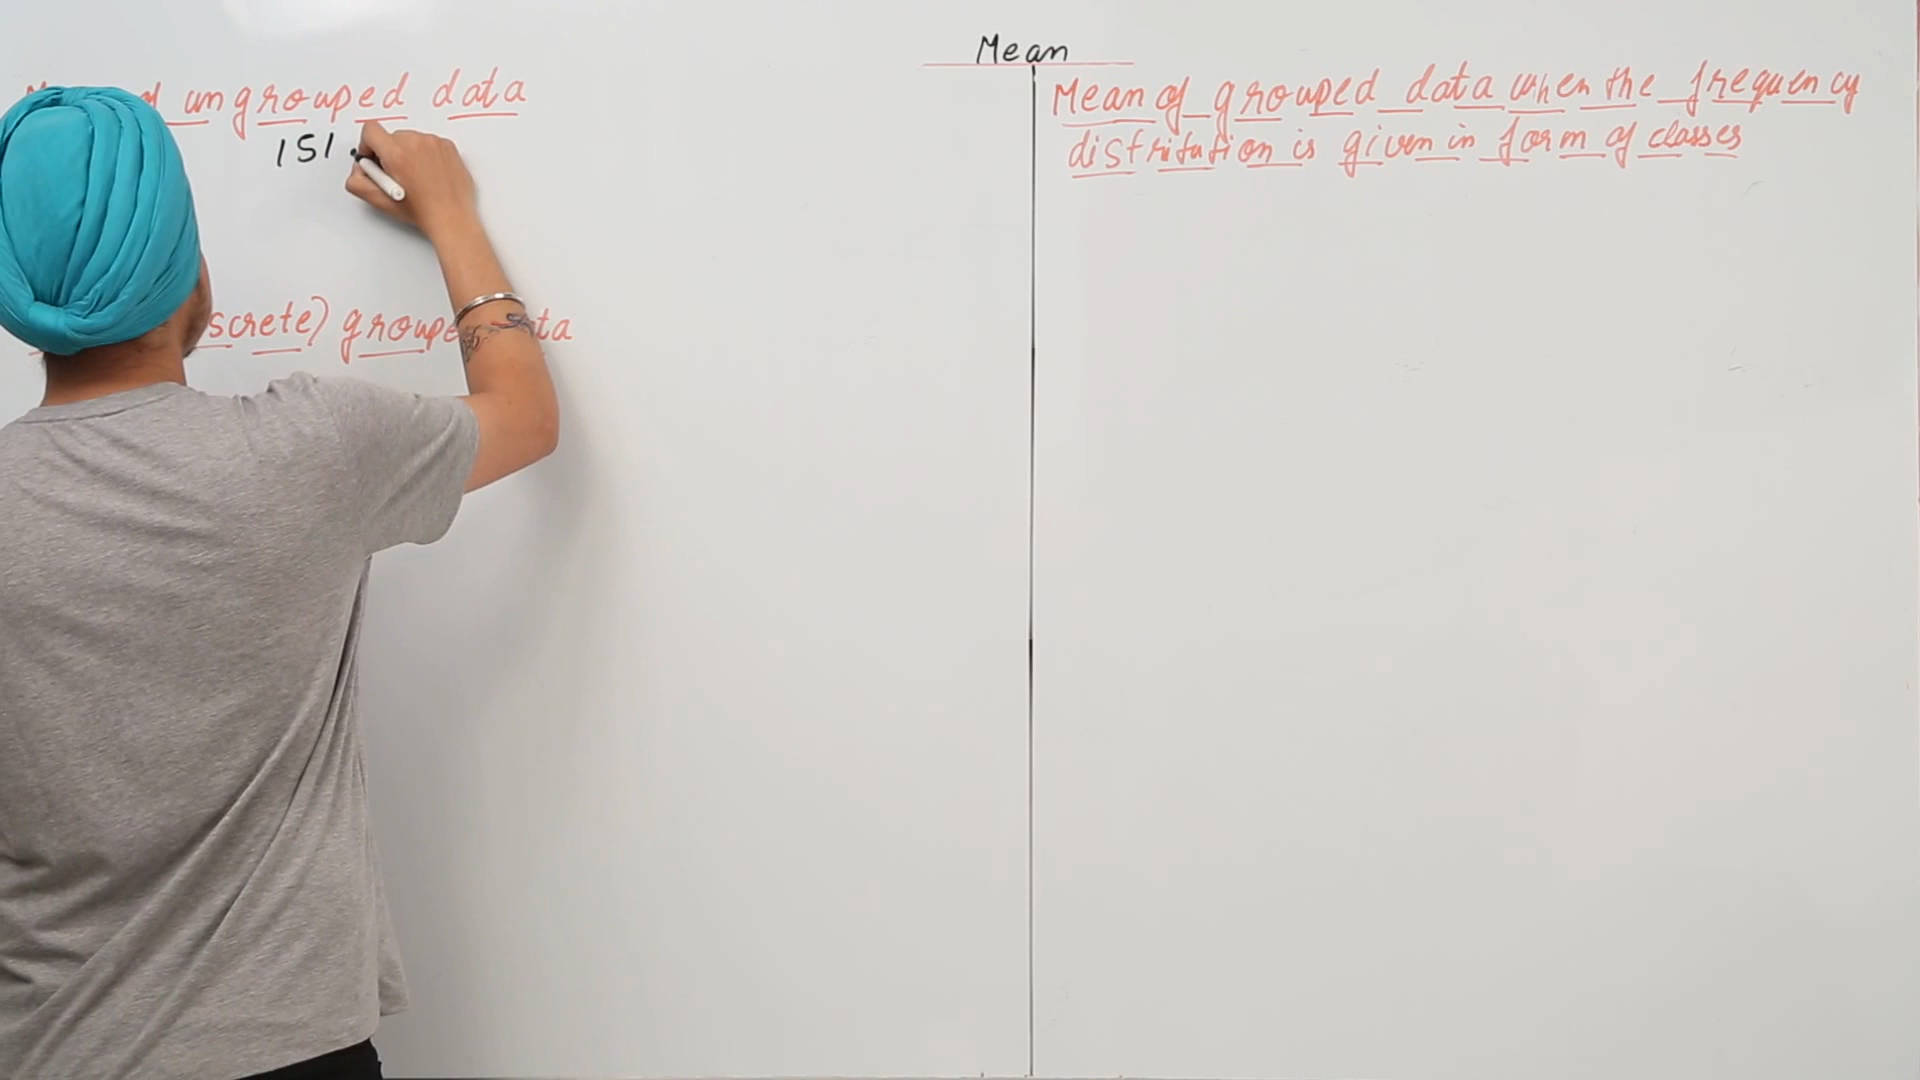 Mean
ungrouped data
151
screte) groupe ta
Mean of grouped data when the frequency
distribution is given in form of classes